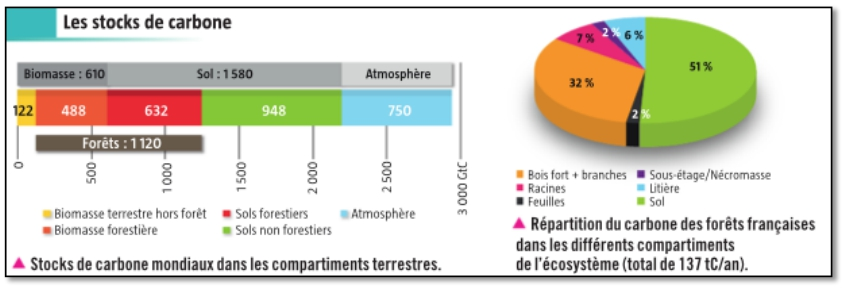 Les stocks de carbone
Biomasse : 610
Sol : 1 580
Atmosphère
122
488
632
948
750
Forêts : 1 120
0
500
1 000
1 500
2 000
2 500
3 000 GtC
Biomasse terrestre hors forêt
Biomasse forestière
Sols forestiers
Sols non forestiers
Atmosphère
▲ Stocks de carbone mondiaux dans les compartiments terrestres.
7 %
2 %
6 %
51 %
32 %
2 %
Bois fort + branches
Racines
Feuilles
Sous-étage/Nécromasse
Litière
Sol
▲ Répartition du carbone des forêts françaises
dans les différents compartiments
de l'écosystème (total de 137 tC/an).